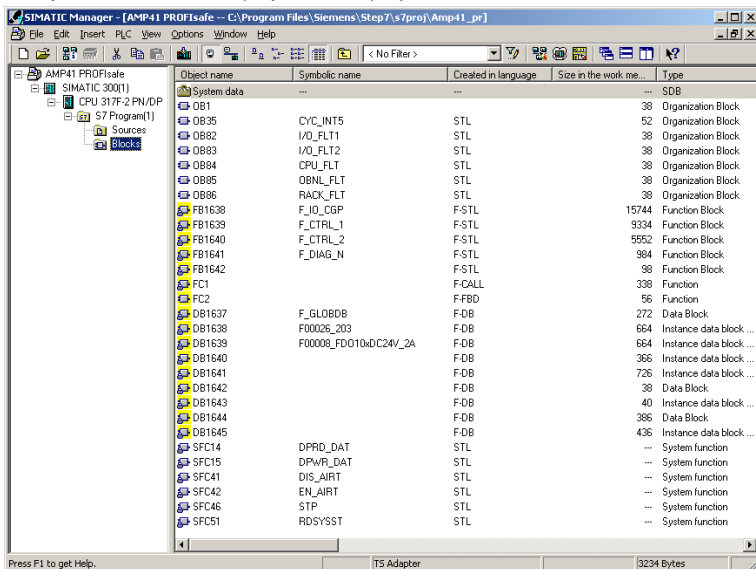 SIMATIC Manager - [AMP41 PROFIsafe -- C:\Program Files\Siemens\Step7\s7proj\Amp41_pr]
File Edit Insert PLC View Options Window Help
< No Filter >
AMP41 PROFIsafe
SIMATIC 300(1)
CPU 317F-2 PN/DP
S7 Program(1)
Sources
Blocks
Object name Symbolic name Created in language Size in the work me... Type
System data --- --- --- SDB
OB1 38 Organization Block
OB35 CYC_INT5 STL 52 Organization Block
OB82 I/O_FLT1 STL 38 Organization Block
OB83 I/O_FLT2 STL 38 Organization Block
OB84 CPU_FLT STL 38 Organization Block
OB85 OBNL_FLT STL 38 Organization Block
OB86 RACK_FLT STL 38 Organization Block
FB1638 F_IO_CGP F-STL 15744 Function Block
FB1639 F_CTRL_1 F-STL 9334 Function Block
FB1640 F_CTRL_2 F-STL 5552 Function Block
FB1641 F_DIAG_N F-STL 984 Function Block
FB1642 F-STL 98 Function Block
FC1 F-CALL 338 Function
FC2 F-FBD 56 Function
DB1637 F_GLOBDB F-DB 272 Data Block
DB1638 F00026_203 F-DB 664 Instance data block ...
DB1639 F00008_FDO10xDC24V_2A F-DB 664 Instance data block ...
DB1640 F-DB 366 Instance data block ...
DB1641 F-DB 726 Instance data block ...
DB1642 F-DB 38 Data Block
DB1643 F-DB 40 Instance data block ...
DB1644 F-DB 386 Data Block
DB1645 F-DB 436 Instance data block ...
SFC14 DPRD_DAT STL --- System function
SFC15 DPWR_DAT STL --- System function
SFC41 DIS_AIRT STL --- System function
SFC42 EN_AIRT STL --- System function
SFC46 STP STL --- System function
SFC51 RDSYSST STL --- System function
Press F1 to get Help. TS Adapter 3234 Bytes